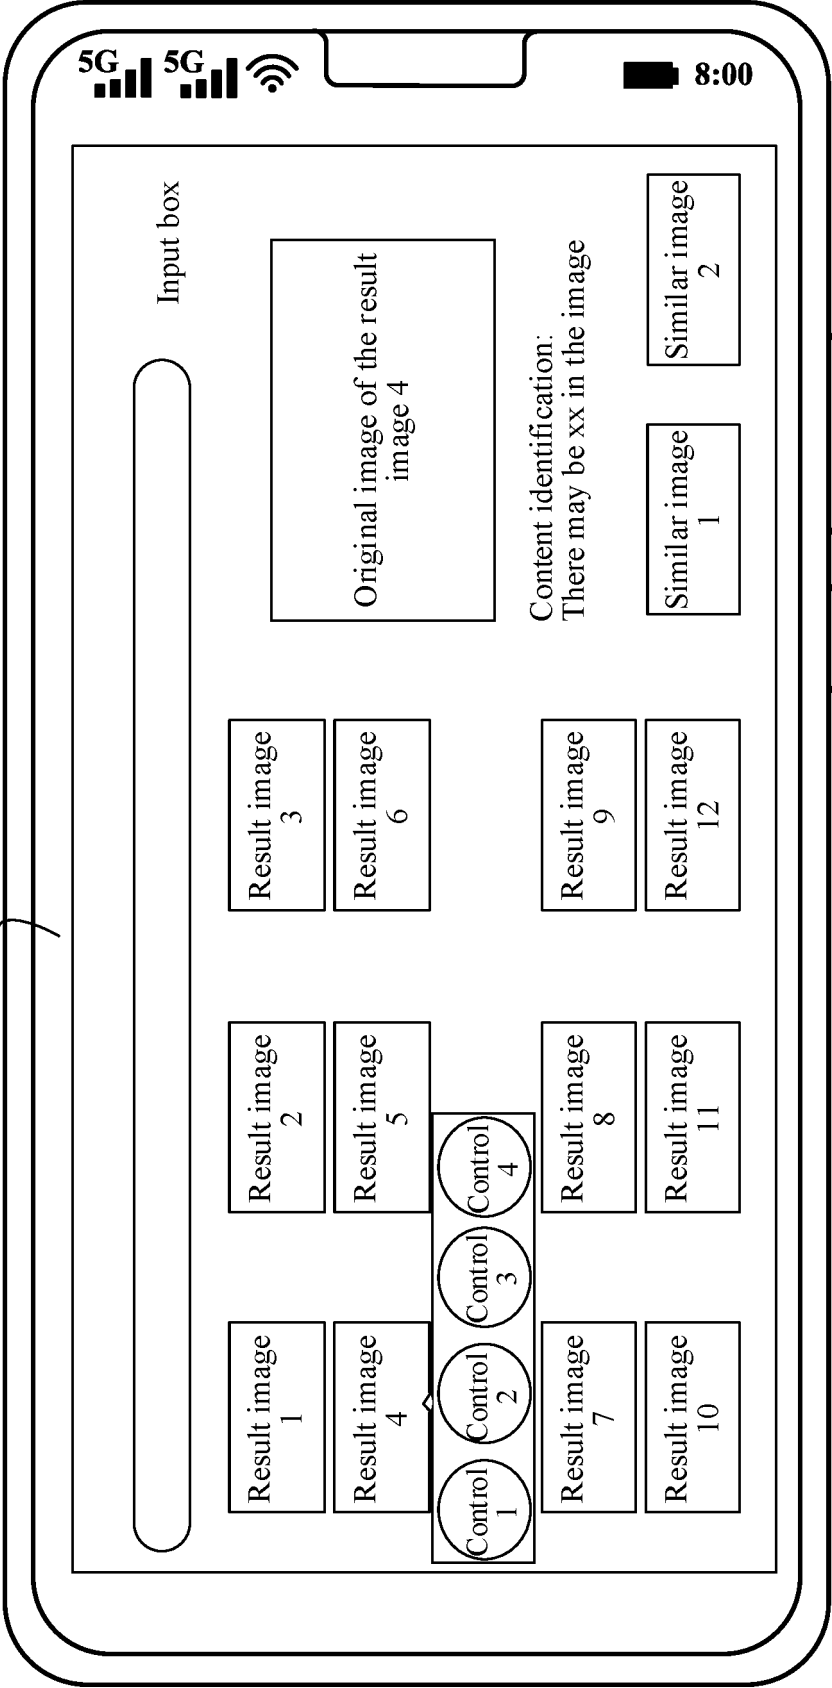 5G 5G 8:00
Input box
Result image
1
Result image
2
Result image
3
Result image
4
Result image
5
Result image
6
Control
1
Control
2
Control
3
Control
4
Result image
7
Result image
8
Result image
9
Result image
10
Result image
11
Result image
12
Original image of the result
image 4
Content identification:
There may be xx in the image
Similar image
1
Similar image
2